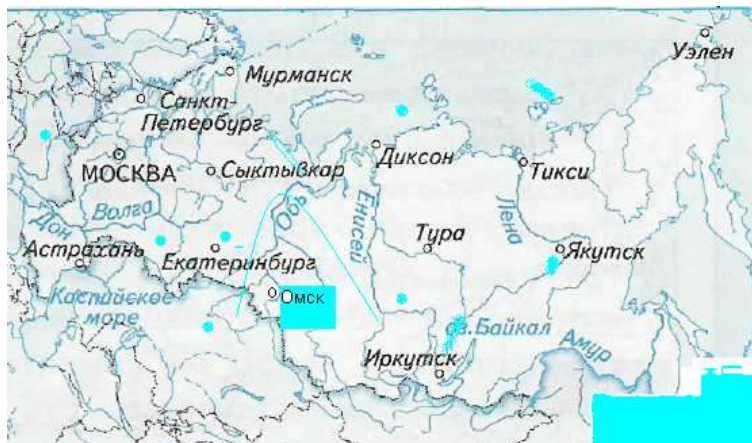 Уэлен
Мурманск
Санкт-
Петербург
МОСКВА
Сыктывкар
Диксон
Тикси
Обь
Енисей
Лена
Дон
Волга
Тура
Якутск
Астрахань
Екатеринбург
Каспийское
море
Омск
оз.Байкал
Амур
Иркутск